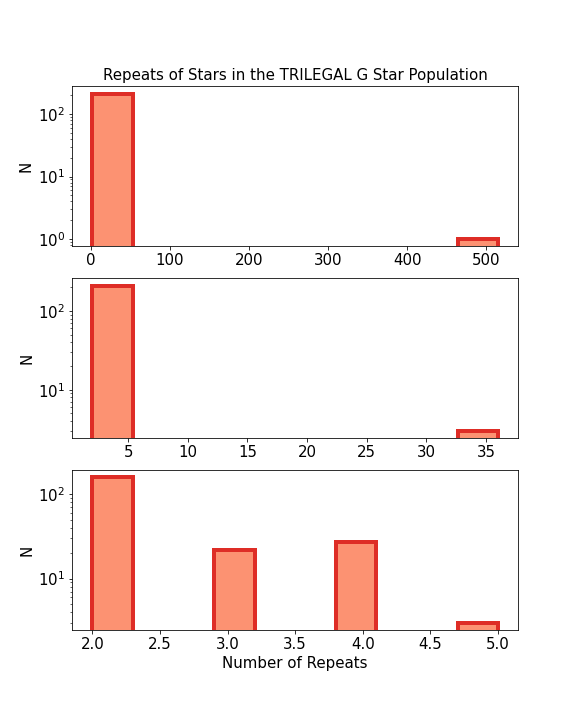 Repeats of Stars in the TRILEGAL G Star Population
N
10² 10¹ 10⁰
0 100 200 300 400 500
N
10² 10¹
5 10 15 20 25 30 35
N
10² 10¹
2.0 2.5 3.0 3.5 4.0 4.5 5.0
Number of Repeats